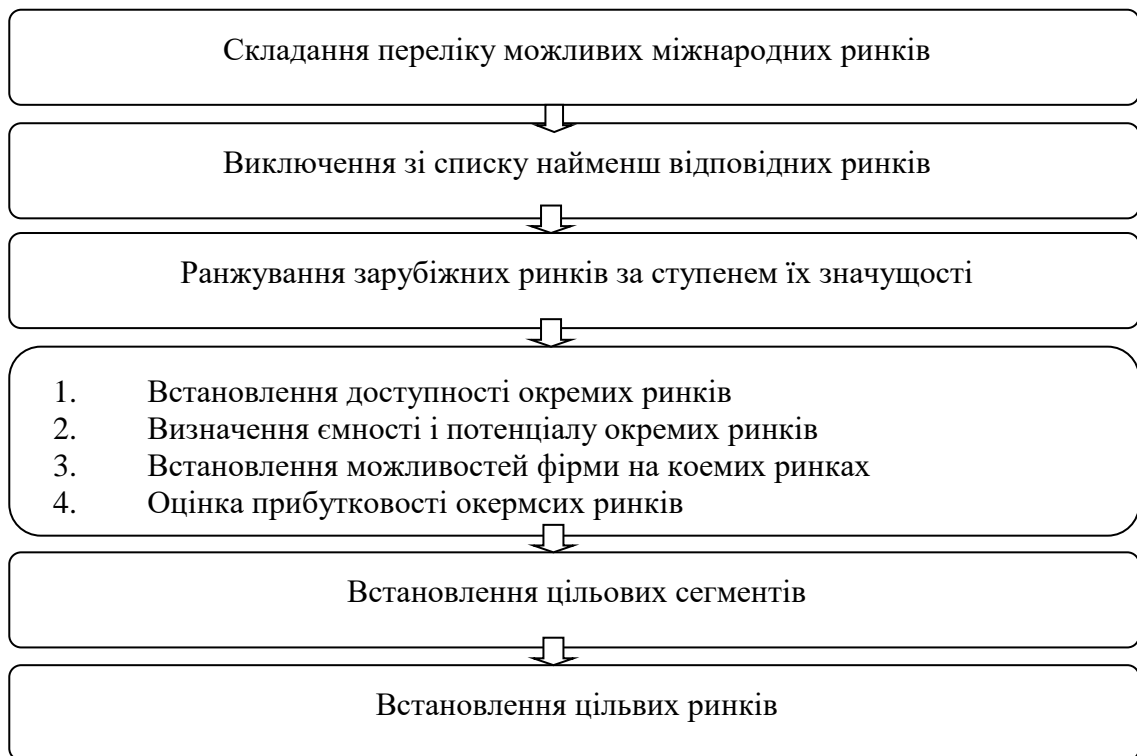 Складання переліку можливих міжнародних ринків
Виключення зі списку найменш відповідних ринків
Ранжування зарубіжних ринків за ступенем їх значущості
1. Встановлення доступності окремих ринків
2. Визначення ємності і потенціалу окремих ринків
3. Встановлення можливостей фірми на коемих ринках
4. Оцінка прибутковості окермсих ринків
Встановлення цільових сегментів
Встановлення цільвих ринків